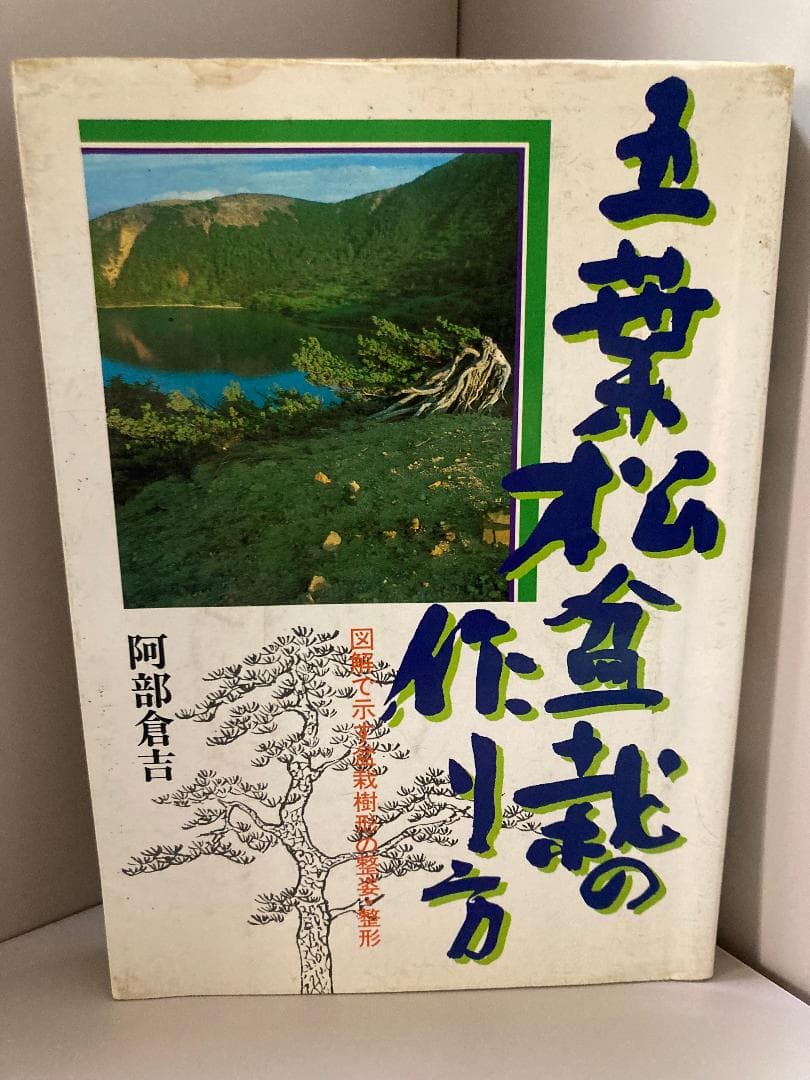 五葉松盆栽の
作り方
図解で示す盆栽樹形の整姿・整形
阿部倉吉